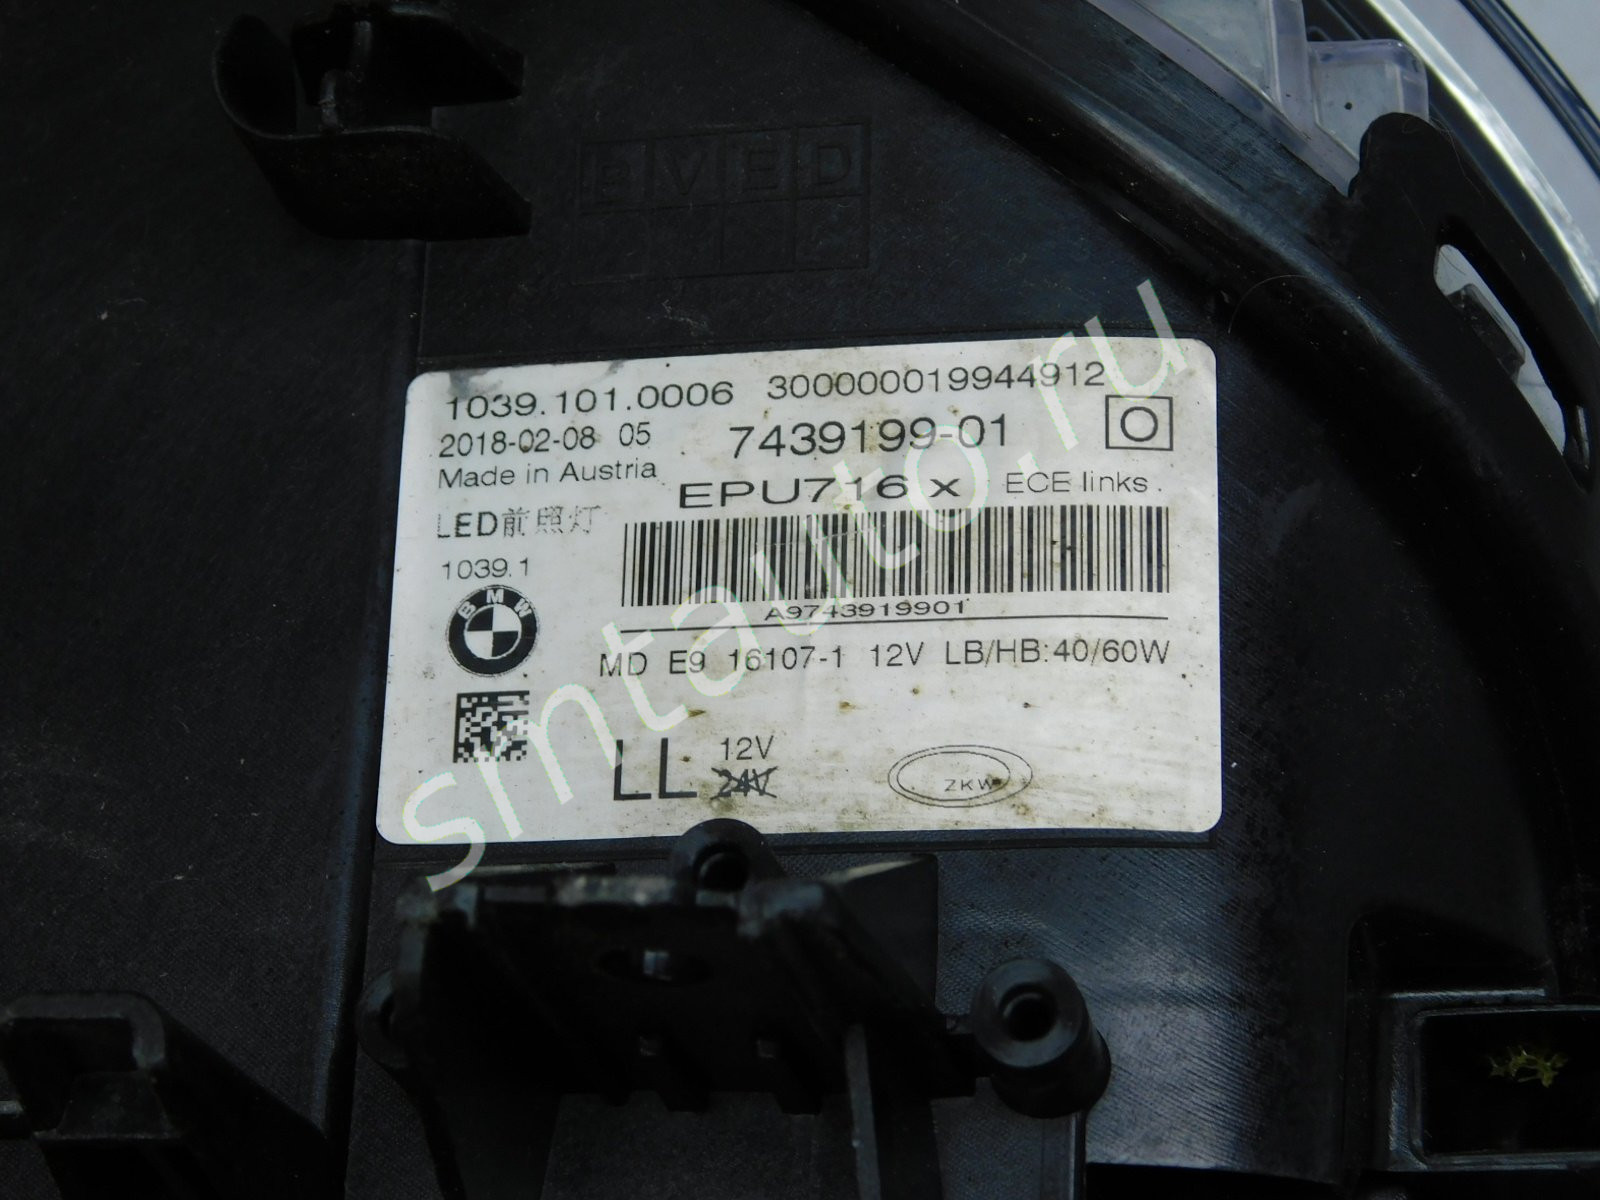 BMW
1039.101.0006 300000019944912
2018-02-08 05 7439199-01 O
Made in Austria
EPU716 x ECE links.
LED前照灯
1039.1
A9743919901
BMW
MD E9 16107-1 12V LB/HB:40/60W
LL 12V
24V
ZKW
smtauto.ru